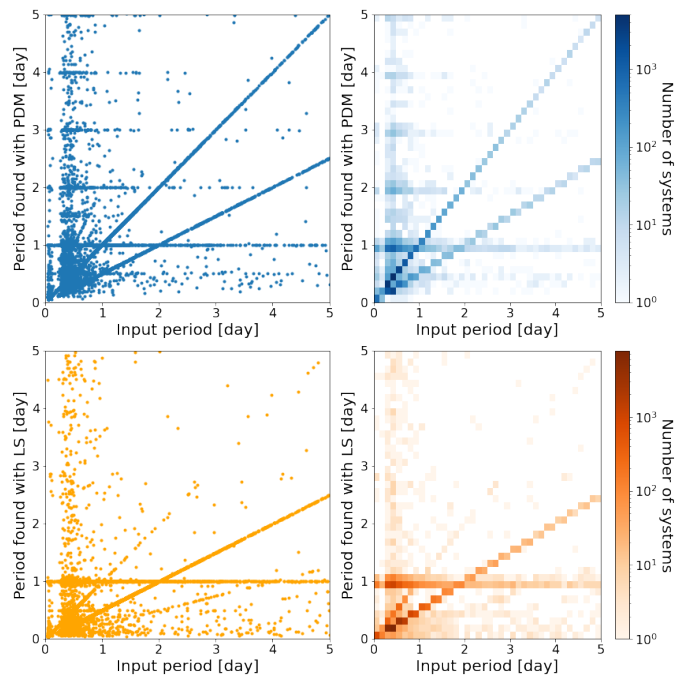 5
4
3
2
1
0
Period found with PDM [day]
0 1 2 3 4 5
Input period [day]
5
4
3
2
1
0
Period found with PDM [day]
0 1 2 3 4 5
Input period [day]
10³
10²
10¹
10⁰
Number of systems
5
4
3
2
1
0
Period found with LS [day]
0 1 2 3 4 5
Input period [day]
5
4
3
2
1
0
Period found with LS [day]
0 1 2 3 4 5
Input period [day]
10³
10²
10¹
10⁰
Number of systems